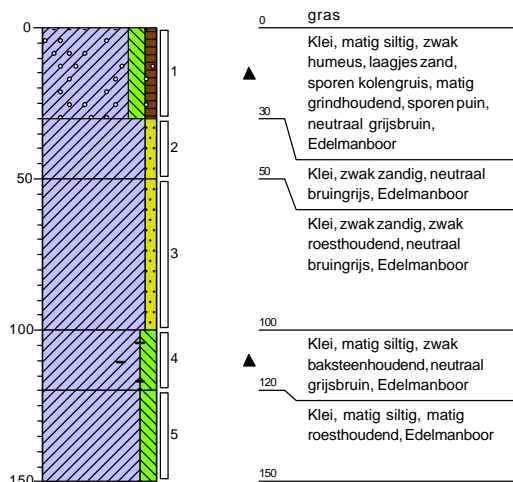 0
50
100
150
1
2
3
4
5
0 gras
Klei, matig siltig, zwak
humeus, laagjes zand,
sporen kolengruis, matig
grindhoudend, sporen puin,
neutraal grijsbruin,
Edelmanboor
30
Klei, zwak zandig, neutraal
bruingrijs, Edelmanboor
50
Klei, zwak zandig, zwak
roesthoudend, neutraal
bruingrijs, Edelmanboor
100
Klei, matig siltig, zwak
baksteenhoudend, neutraal
grijsbruin, Edelmanboor
120
Klei, matig siltig, matig
roesthoudend, Edelmanboor
150